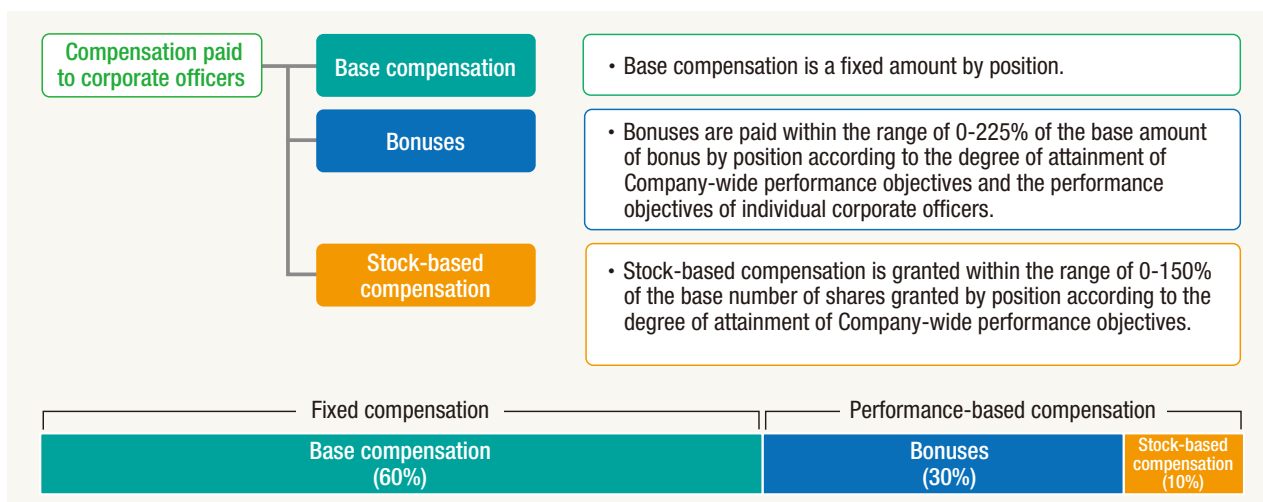 Compensation paid
to corporate officers
Base compensation
・Base compensation is a fixed amount by position.
Bonuses
・Bonuses are paid within the range of 0-225% of the base amount
of bonus by position according to the degree of attainment of
Company-wide performance objectives and the performance
objectives of individual corporate officers.
Stock-based
compensation
・Stock-based compensation is granted within the range of 0-150%
of the base number of shares granted by position according to the
degree of attainment of Company-wide performance objectives.
Fixed compensation
Performance-based compensation
Base compensation
(60%)
Bonuses
(30%)
Stock-based
compensation
(10%)